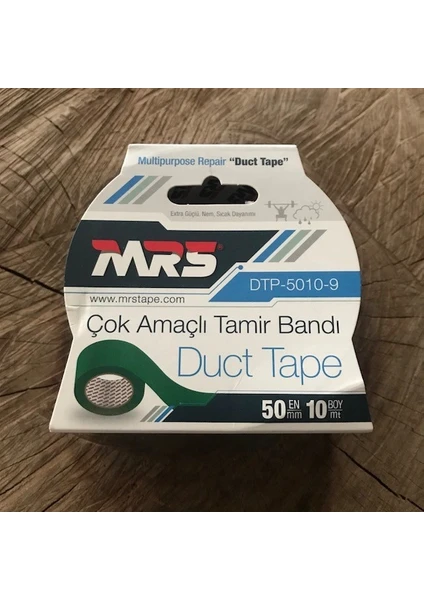 Multipurpose Repair "Duct Tape"
Extra Güçlü, Nem, Sıcak Dayanımı
MRS
DTP-5010-9
www.mrstape.com
Çok Amaçlı Tamir Bandı
Duct Tape
50 EN mm 10 BOY mt